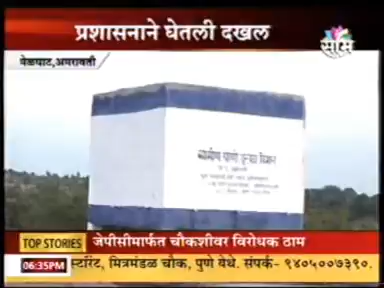 प्रशासनाने घेतली दखल
साम
मेळघाट,अमरावती
ग्रामीण पाणी पुरवठा विभाग
TOP STORIES जेपीसीमार्फत चौकशीवर विरोधक ठाम
06:35PM स्टॉरंट, मित्रमंडळ चौक, पुणे येथे. संपर्क- ९४०५००७३९०.